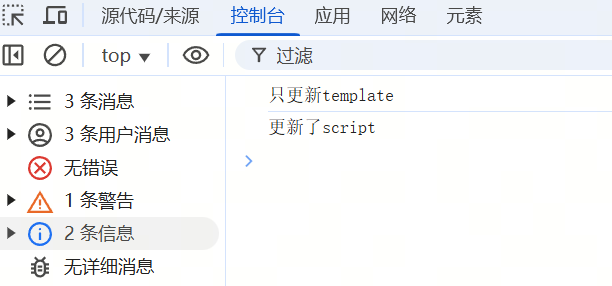 源代码/来源 控制台 应用 网络 元素
top 过滤
3 条消息
3 条用户消息
无错误
1 条警告
2 条信息
无详细消息
只更新template
更新了script